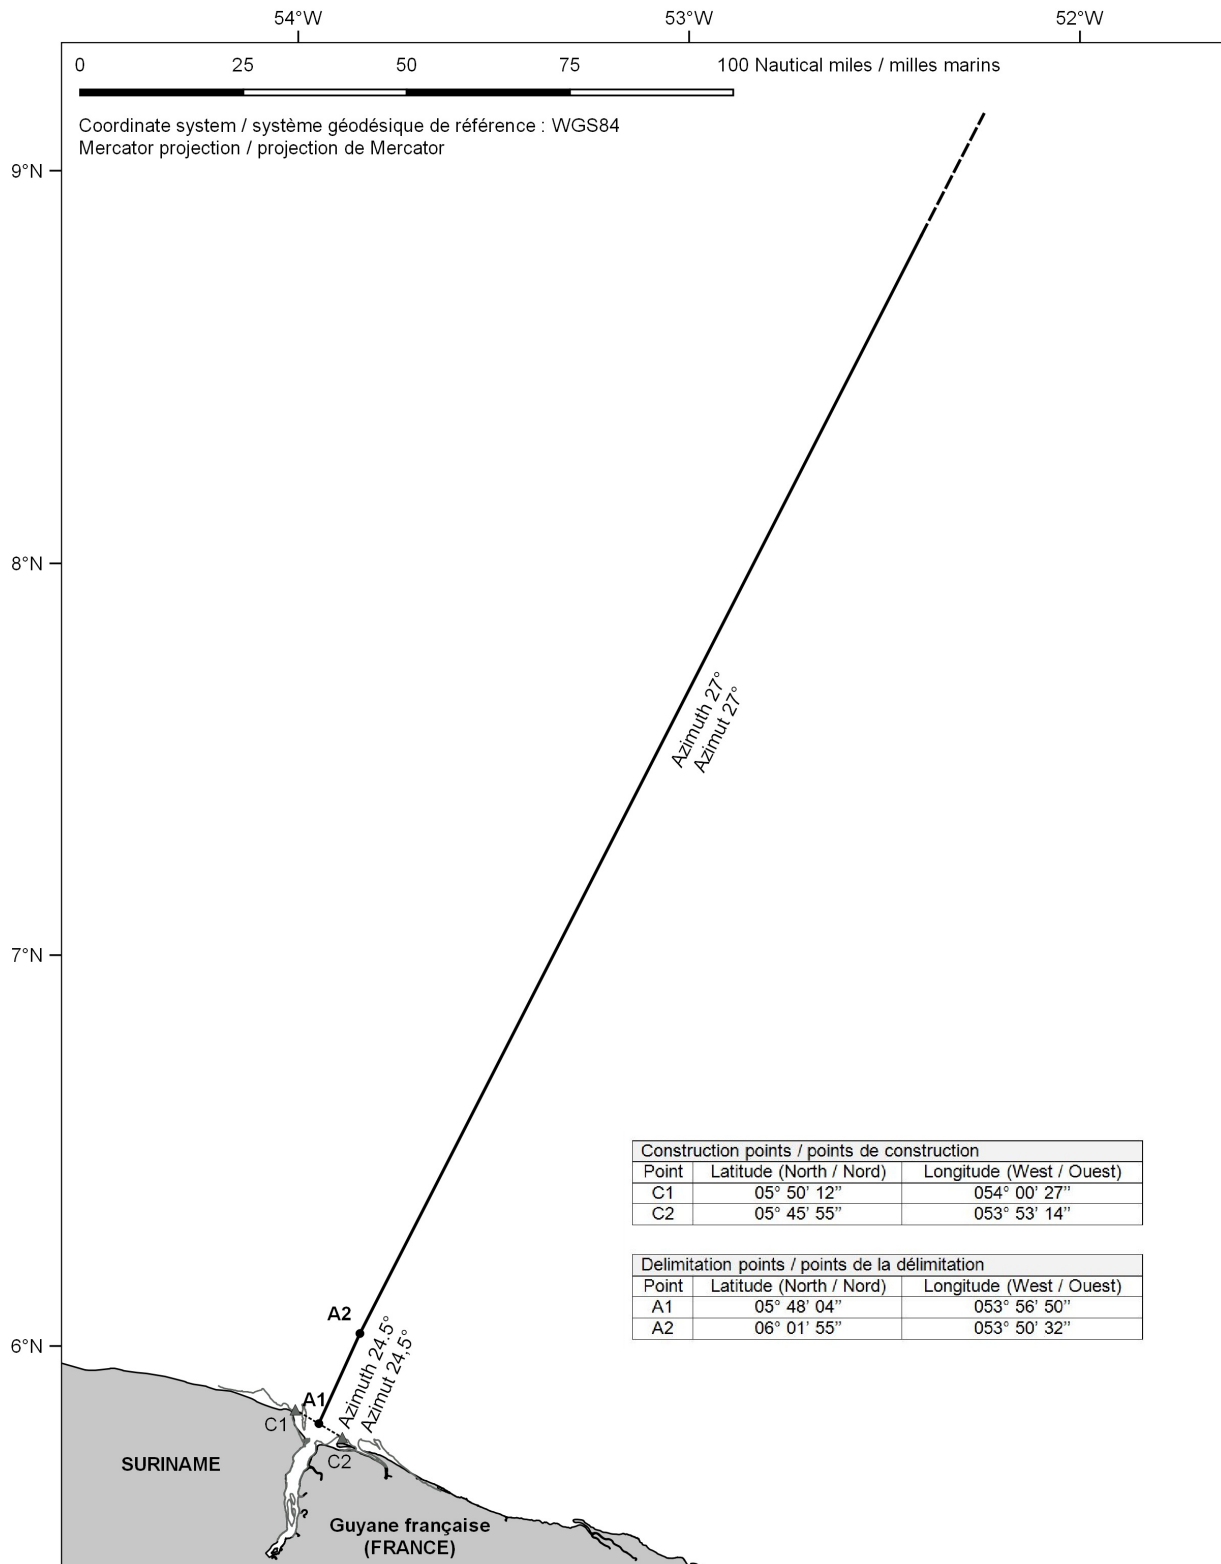 54°W 53°W 52°W
0 25 50 75 100 Nautical miles / milles marins
Coordinate system / système géodésique de référence : WGS84
Mercator projection / projection de Mercator
9°N
8°N
Azimuth 27°
Azimut 27°
7°N
Construction points / points de construction
Point Latitude (North / Nord) Longitude (West / Ouest)
C1 05° 50' 12” 054° 00' 27”
C2 05° 45' 55” 053° 53' 14”
Delimitation points / points de la délimitation
Point Latitude (North / Nord) Longitude (West / Ouest)
A1 05° 48' 04” 053° 56' 50”
A2 06° 01' 55” 053° 50' 32”
A2
6°N
Azimuth 24.5°
Azimut 24,5°
A1
C1
C2
SURINAME
Guyane française
(FRANCE)